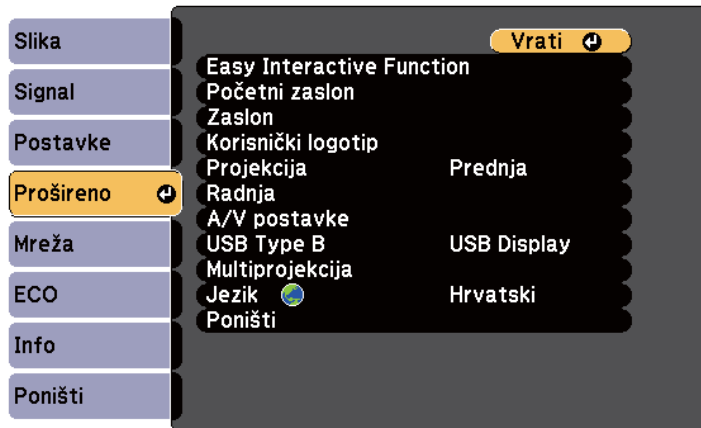 Slika
Signal
Postavke
Prošireno
Mreža
ECO
Info
Poništi
Vrati
Easy Interactive Function
Početni zaslon
Zaslon
Korisnički logotip
Projekcija Prednja
Radnja
A/V postavke
USB Type B USB Display
Multiprojekcija
Jezik Hrvatski
Poništi